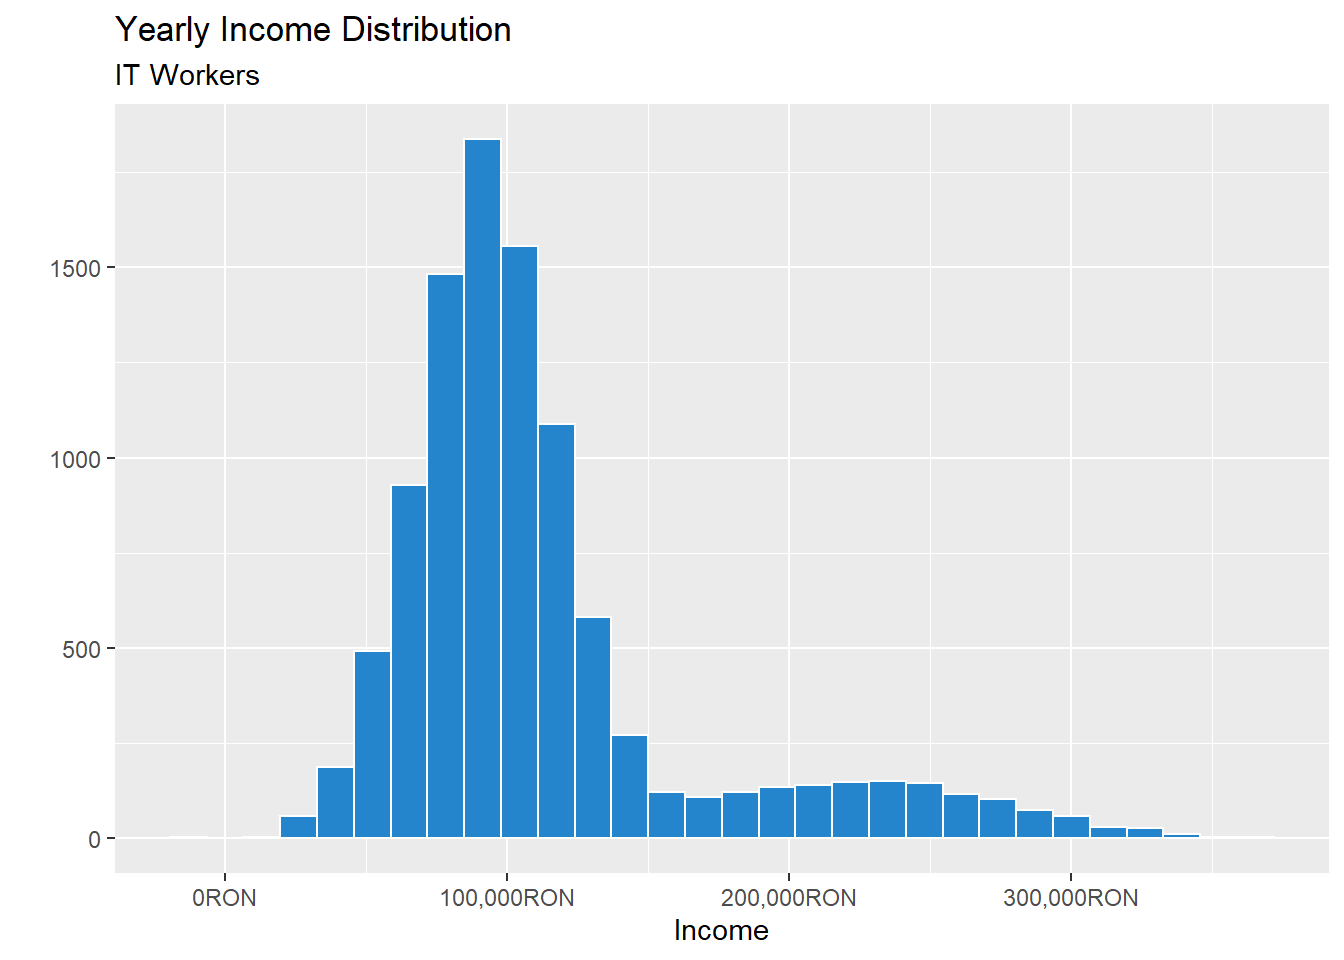 Yearly Income Distribution
IT Workers
1500
1000
500
0
0RON 100,000RON 200,000RON 300,000RON
Income